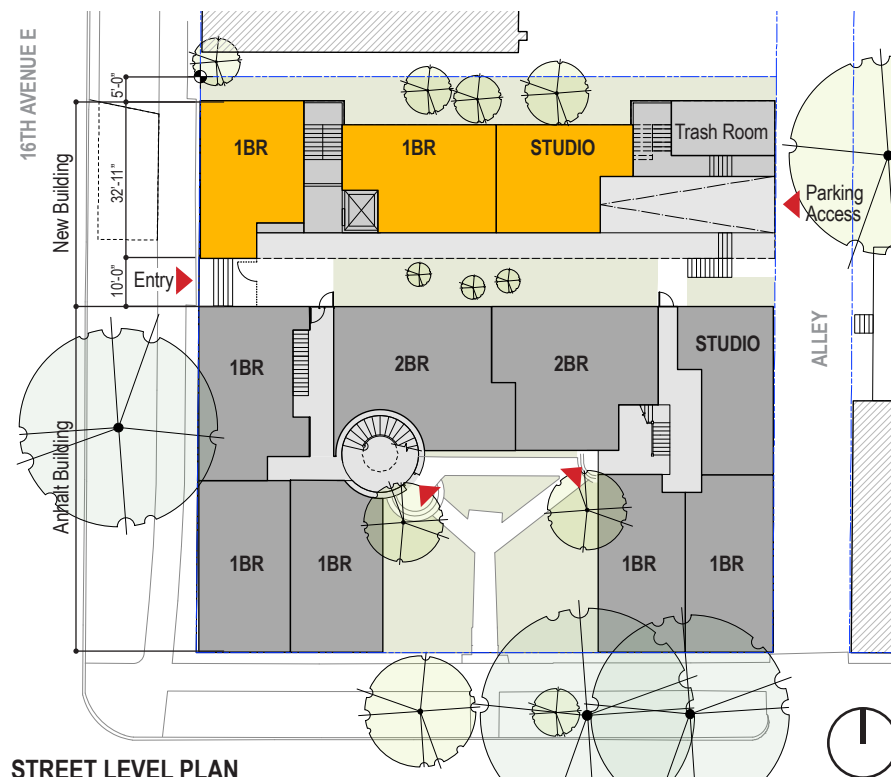 16TH AVENUE E
5'-0"
New Building
32'-11"
1BR
1BR
STUDIO
Trash Room
Parking
Access
10'-0"
Entry
ALLEY
Anhalt Building
1BR
2BR
2BR
STUDIO
1BR
1BR
1BR
1BR
STREET LEVEL PLAN